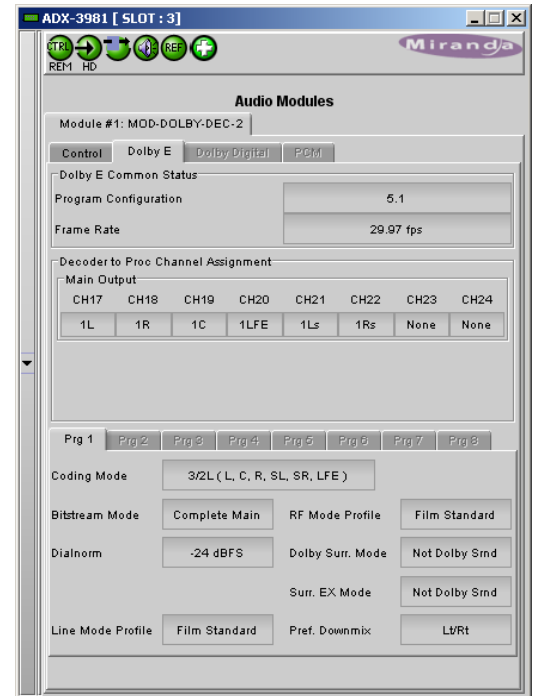 ADX-3981 [ SLOT : 3]
CTRL REF
REM HD
Miranda
Audio Modules
Module #1: MOD-DOLBY-DEC-2
Control Dolby E Dolby Digital PCM
Dolby E Common Status
Program Configuration 5.1
Frame Rate 29.97 fps
Decoder to Proc Channel Assignment
Main Output
CH17 CH18 CH19 CH20 CH21 CH22 CH23 CH24
1L 1R 1C 1LFE 1Ls 1Rs None None
Prg 1 Prg 2 Prg 3 Prg 4 Prg 5 Prg 6 Prg 7 Prg 8
Coding Mode 3/2L ( L, C, R, SL, SR, LFE )
Bitstream Mode Complete Main RF Mode Profile Film Standard
Dialnorm -24 dBFS Dolby Surr. Mode Not Dolby Srnd
Surr. EX Mode Not Dolby Srnd
Line Mode Profile Film Standard Pref. Downmix Lt/Rt